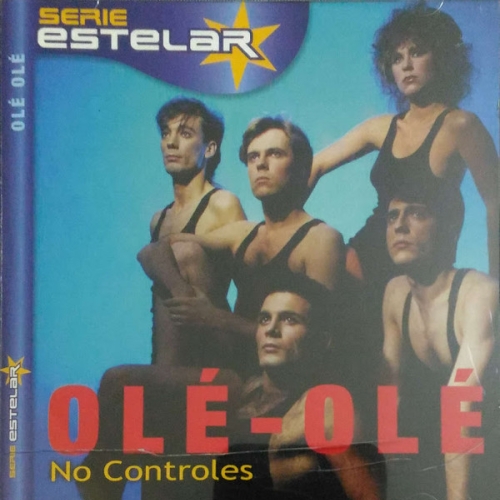 SERIE
ESTELAR
OLÉ OLÉ
SERIE ESTELAR
OLÉ-OLÉ
No Controles